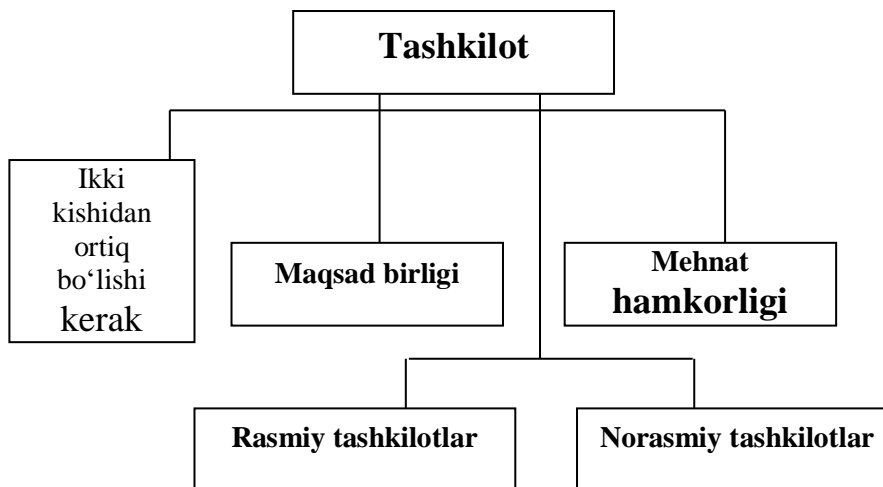 Tashkilot
Ikki
kishidan
ortiq
bo‘lishi
kerak
Maqsad birligi
Mehnat
hamkorligi
Rasmiy tashkilotlar
Norasmiy tashkilotlar